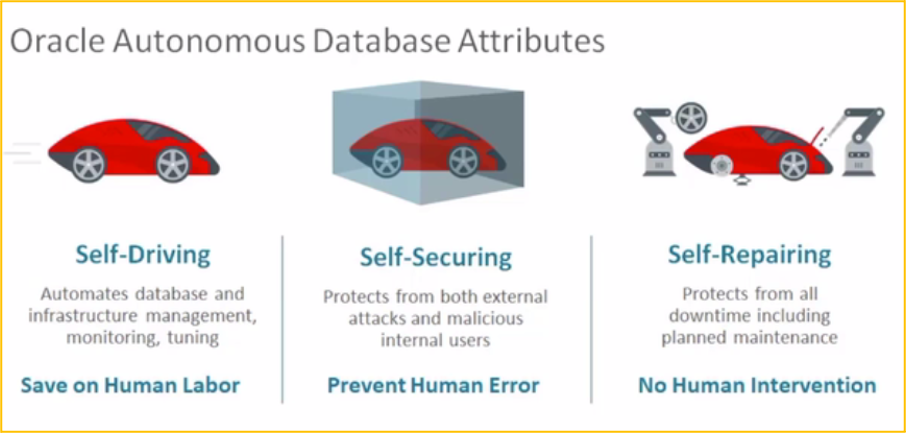 Oracle Autonomous Database Attributes
Self-Driving
Automates database and
infrastructure management,
monitoring, tuning
Save on Human Labor
Self-Securing
Protects from both external
attacks and malicious
internal users
Prevent Human Error
Self-Repairing
Protects from all
downtime including
planned maintenance
No Human Intervention